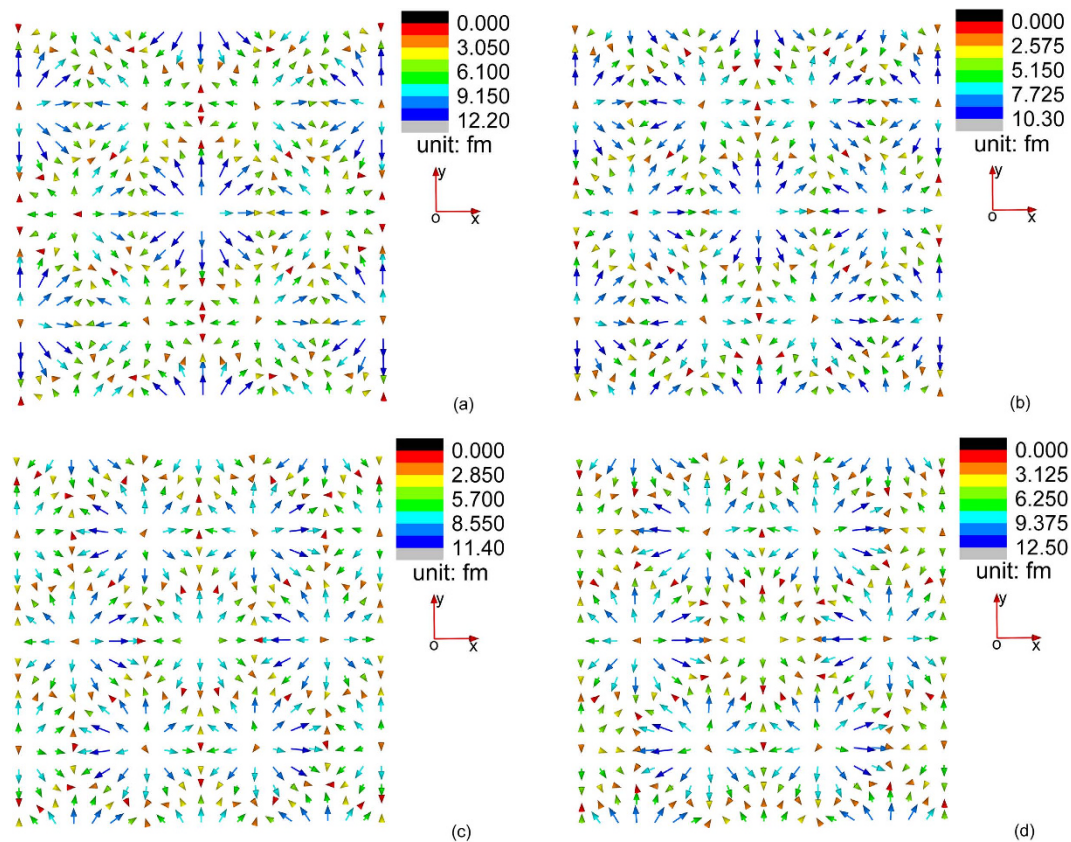 0.000
3.050
6.100
9.150
12.20
unit: fm
y
o x
(a)
0.000
2.575
5.150
7.725
10.30
unit: fm
y
o x
(b)
0.000
2.850
5.700
8.550
11.40
unit: fm
y
o x
(c)
0.000
3.125
6.250
9.375
12.50
unit: fm
y
o x
(d)